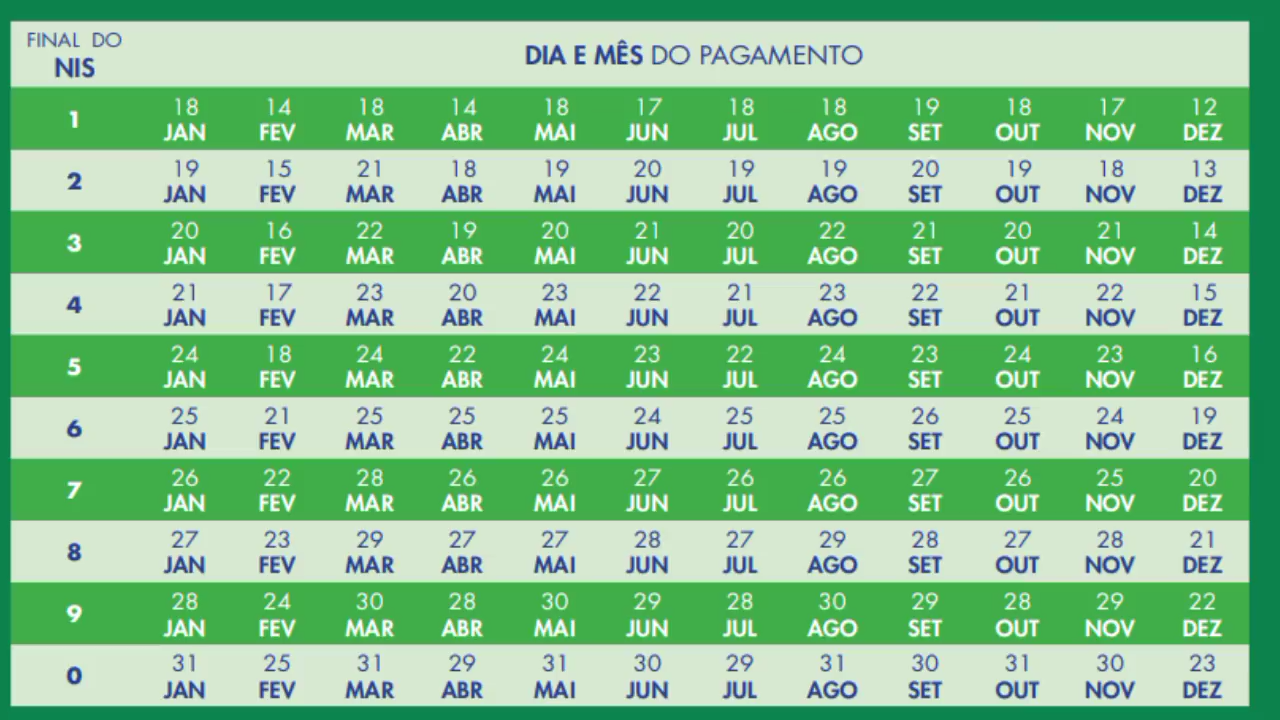 FINAL DO
NIS
DIA E MÊS DO PAGAMENTO
1
18 14 18 14 18 17 18 18 19 18 17 12
JAN FEV MAR ABR MAI JUN JUL AGO SET OUT NOV DEZ
2
19 15 21 18 19 20 19 19 20 19 18 13
JAN FEV MAR ABR MAI JUN JUL AGO SET OUT NOV DEZ
3
20 16 22 19 20 21 20 22 21 20 21 14
JAN FEV MAR ABR MAI JUN JUL AGO SET OUT NOV DEZ
4
21 17 23 20 23 22 21 23 22 21 22 15
JAN FEV MAR ABR MAI JUN JUL AGO SET OUT NOV DEZ
5
24 18 24 22 24 23 22 24 23 24 23 16
JAN FEV MAR ABR MAI JUN JUL AGO SET OUT NOV DEZ
6
25 21 25 25 25 24 25 25 26 25 24 19
JAN FEV MAR ABR MAI JUN JUL AGO SET OUT NOV DEZ
7
26 22 28 26 26 27 26 26 27 26 25 20
JAN FEV MAR ABR MAI JUN JUL AGO SET OUT NOV DEZ
8
27 23 29 27 27 28 27 29 28 27 28 21
JAN FEV MAR ABR MAI JUN JUL AGO SET OUT NOV DEZ
9
28 24 30 28 30 29 28 30 29 28 29 22
JAN FEV MAR ABR MAI JUN JUL AGO SET OUT NOV DEZ
0
31 25 31 29 31 30 29 31 30 31 30 23
JAN FEV MAR ABR MAI JUN JUL AGO SET OUT NOV DEZ